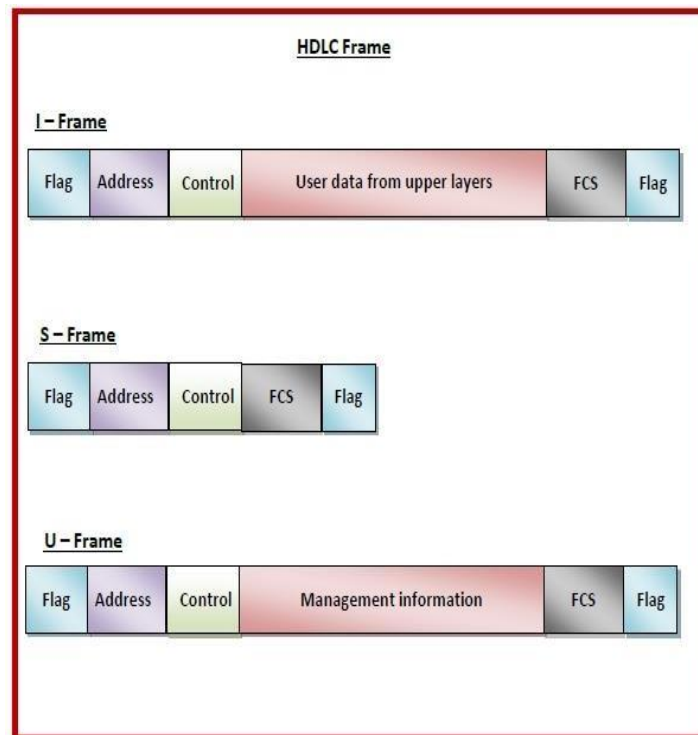 HDLC Frame
I – Frame
Flag Address Control User data from upper layers FCS Flag
S – Frame
Flag Address Control FCS Flag
U – Frame
Flag Address Control Management information FCS Flag